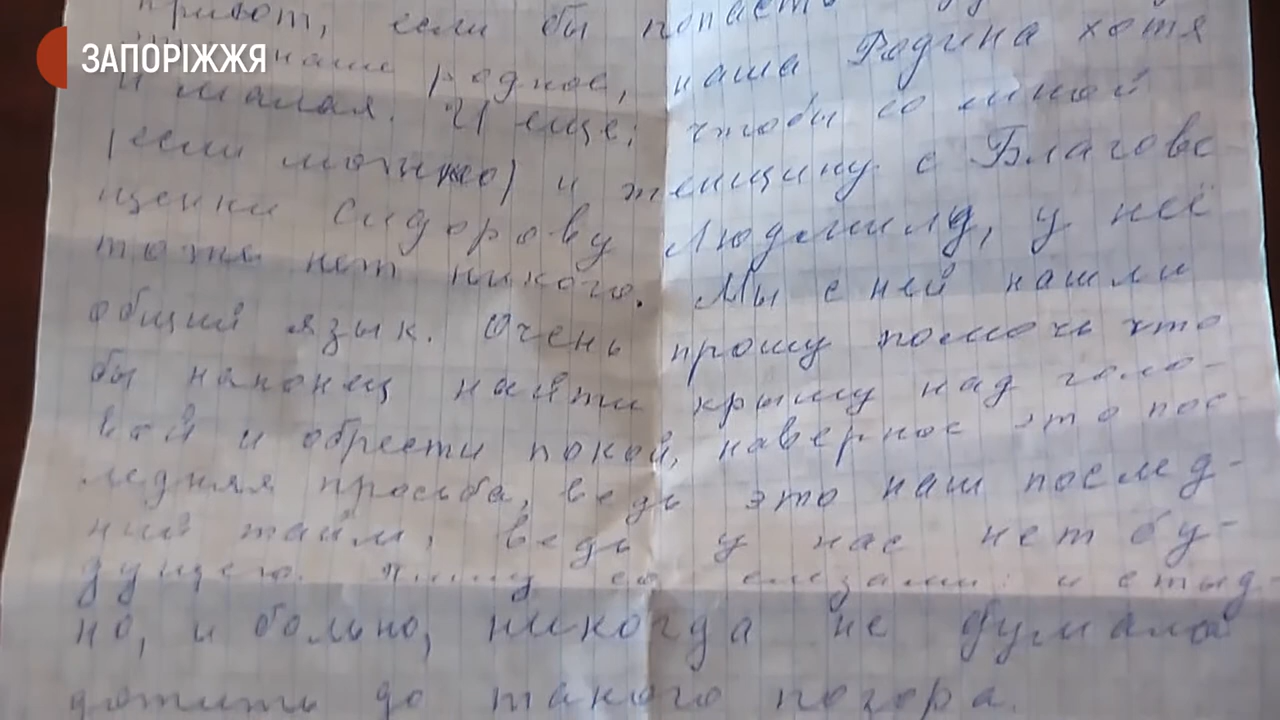 ЗАПОРІЖЖЯ
приют, если бы попасть
наше родное, наша Родина хотя
и малая. И еще; чтобы со мной
(если можно) и женщину с Благове
щенки Сидорову Людмилу, у неё
тоже нет никого. Мы с ней нашли
общий язык. Очень прошу помочь что
бы наконец найти крышу над голо-
вой и обрести покой, наверное это пос-
ледняя просьба, ведь это наш послед-
ний тайм, ведь у нас нет бу-
дущего. Пишу со слезами: и стыд-
но, и больно, никогда не думала
дожить до такого позора.